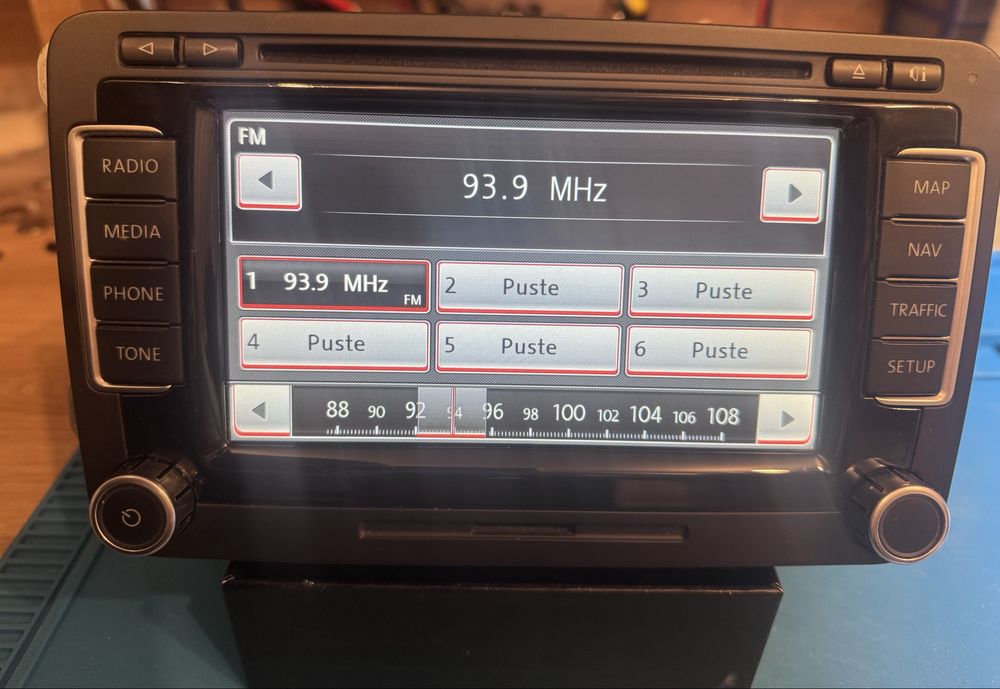 FM
93.9 MHz
1 93.9 MHz FM
2 Puste
3 Puste
4 Puste
5 Puste
6 Puste
88 90 92 94 96 98 100 102 104 106 108
RADIO
MEDIA
PHONE
TONE
MAP
NAV
TRAFFIC
SETUP